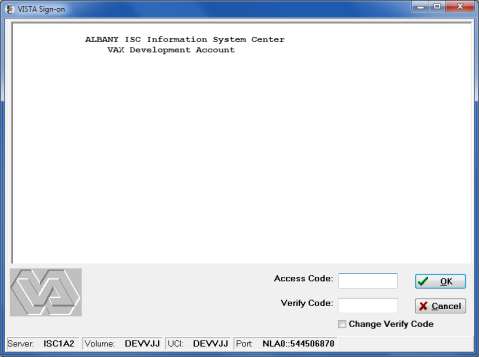 VISTA Sign-on
ALBANY ISC Information System Center
VAX Development Account
Access Code:
OK
Verify Code:
Cancel
Change Verify Code
Server: ISC1A2 Volume: DEVVJJ UCI: DEVVJJ Port: NLA0::544506870